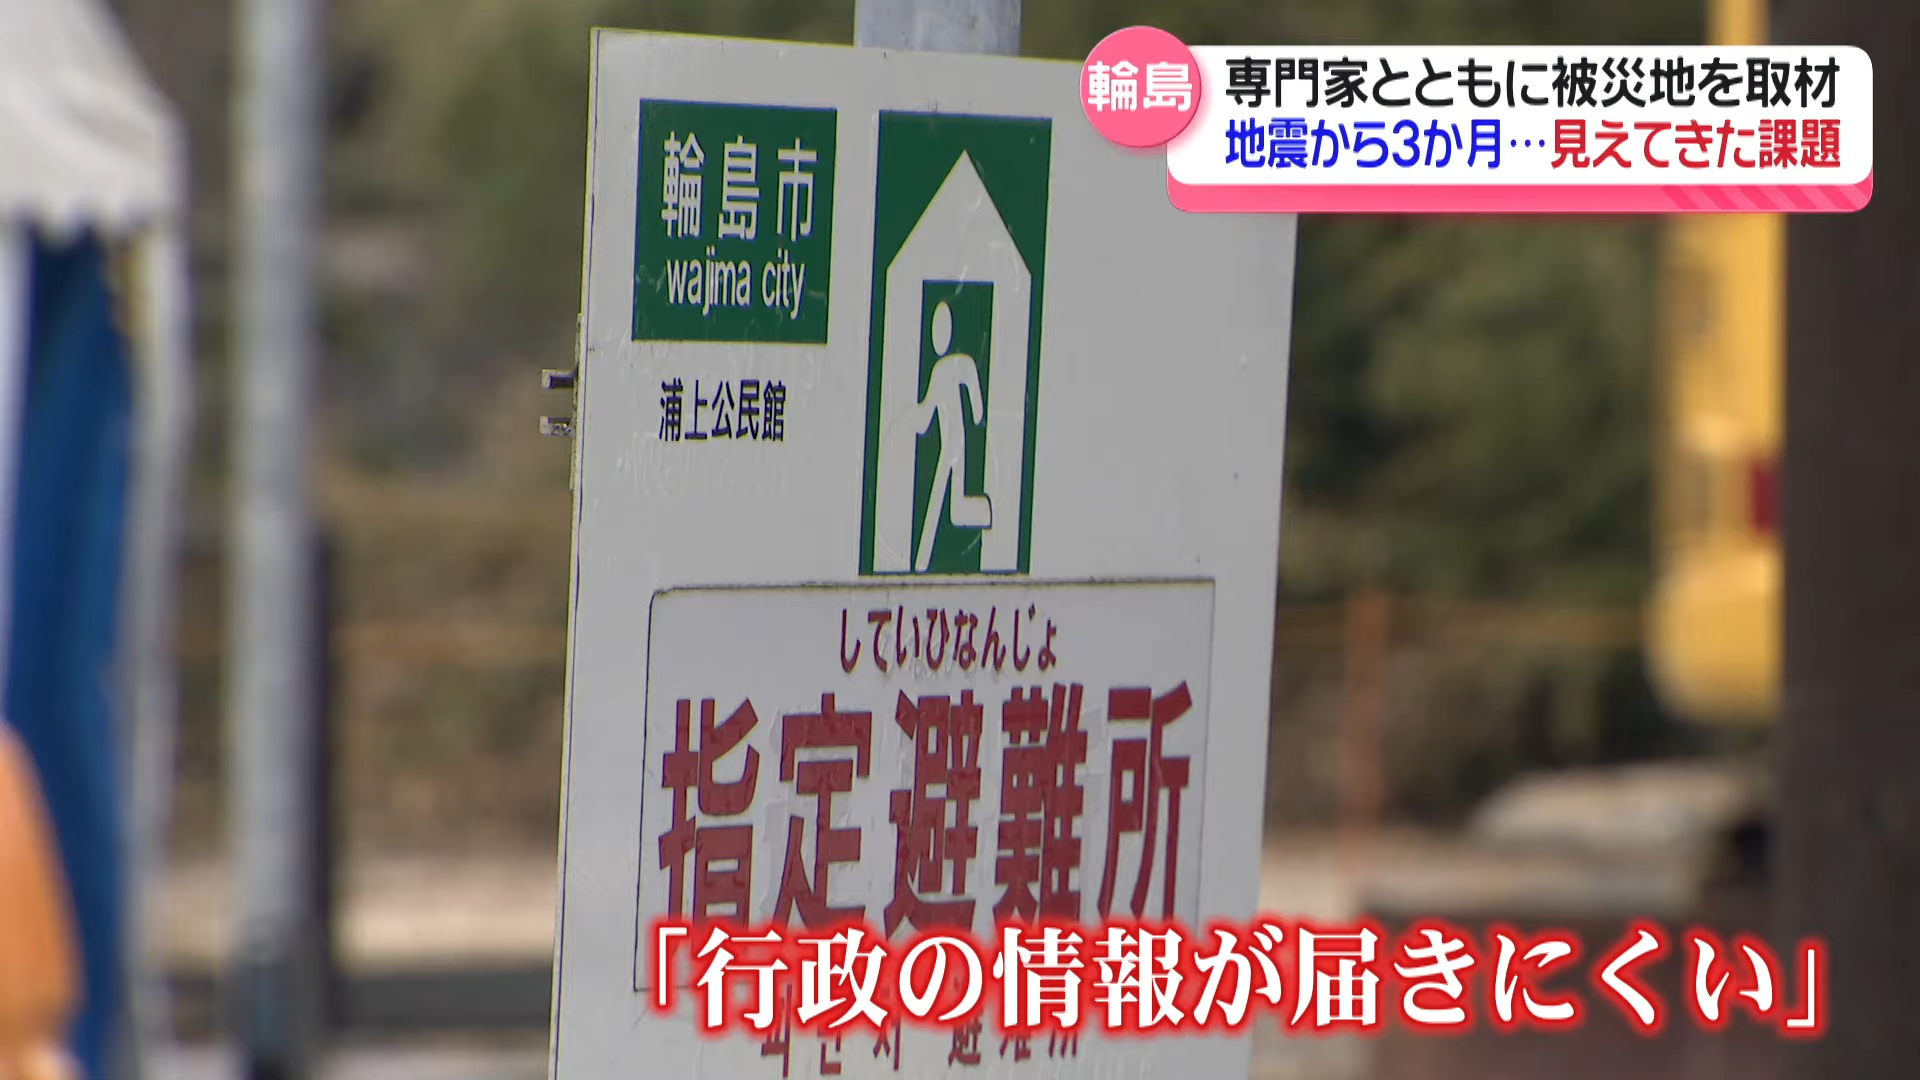 輪島
専門家とともに被災地を取材
地震から3か月…見えてきた課題
輪島市
wajima city
浦上公民館
していひなんじょ
指定避難所
「行政の情報が届きにくい」